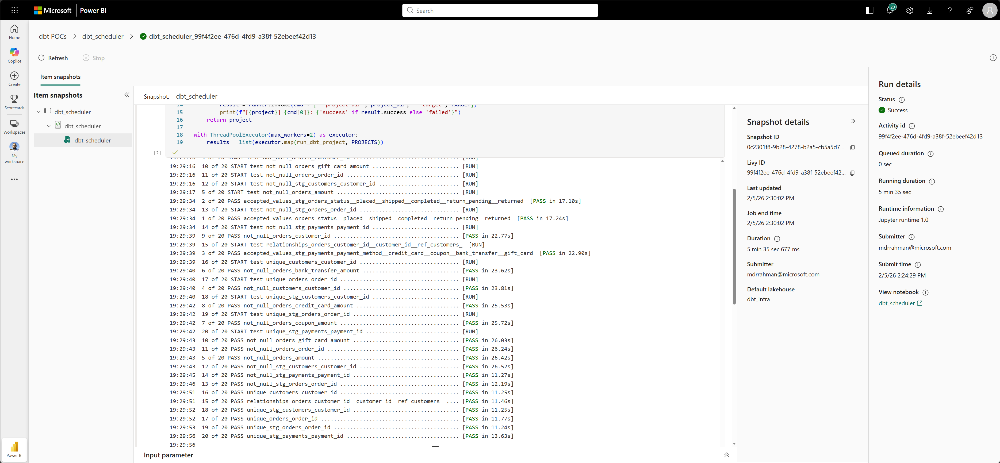 Microsoft
Power BI
Search
20
Home
Copilot
Create
Scorecards
Workspaces
My
workspace
Power BI
dbt POCs > dbt_scheduler > dbt_scheduler_99f4f2ee-476d-4fd9-a38f-52ebeef42d13
Refresh
Stop
Item snapshots
Item snapshots
dbt_scheduler
dbt_scheduler
dbt_scheduler
Snapshot: dbt_scheduler
14 result = runner.invoke(cmd + ["--project-dir", project_dir, "--target", TARGET])
15 print(f"[{project}] {cmd[0]}: {'success' if result.success else 'failed'}")
16 return project
17
18 with ThreadPoolExecutor(max_workers=2) as executor:
19 results = list(executor.map(run_dbt_project, PROJECTS))
[2]
19:29:16 9 of 20 START test not_null_orders_customer_id ................................. [RUN]
19:29:16 10 of 20 START test not_null_orders_gift_card_amount ........................... [RUN]
19:29:16 11 of 20 START test not_null_orders_order_id ................................... [RUN]
19:29:16 12 of 20 START test not_null_stg_customers_customer_id ......................... [RUN]
19:29:17 5 of 20 START test not_null_orders_amount ...................................... [RUN]
19:29:34 2 of 20 PASS accepted_values_stg_orders_status__placed__shipped__completed__return_pending__returned [PASS in 17.10s]
19:29:34 13 of 20 START test not_null_stg_orders_order_id ............................... [RUN]
19:29:34 1 of 20 PASS accepted_values_orders_status__placed__shipped__completed__return_pending__returned [PASS in 17.24s]
19:29:34 14 of 20 START test not_null_stg_payments_payment_id ........................... [RUN]
19:29:39 9 of 20 PASS not_null_orders_customer_id ....................................... [PASS in 22.77s]
19:29:39 15 of 20 START test relationships_orders_customer_id__customer_id__ref_customers_ [RUN]
19:29:39 3 of 20 PASS accepted_values_stg_payments_payment_method__credit_card__coupon__bank_transfer__gift_card [PASS in 22.90s]
19:29:39 16 of 20 START test unique_customers_customer_id ............................... [RUN]
19:29:40 6 of 20 PASS not_null_orders_bank_transfer_amount .............................. [PASS in 23.62s]
19:29:40 17 of 20 START test unique_orders_order_id ..................................... [RUN]
19:29:40 4 of 20 PASS not_null_customers_customer_id .................................... [PASS in 23.81s]
19:29:40 18 of 20 START test unique_stg_customers_customer_id ........................... [RUN]
19:29:42 8 of 20 PASS not_null_orders_credit_card_amount ................................ [PASS in 25.53s]
19:29:42 19 of 20 START test unique_stg_orders_order_id ................................. [RUN]
19:29:42 7 of 20 PASS not_null_orders_coupon_amount ..................................... [PASS in 25.72s]
19:29:42 20 of 20 START test unique_stg_payments_payment_id ............................. [RUN]
19:29:43 10 of 20 PASS not_null_orders_gift_card_amount ................................. [PASS in 26.03s]
19:29:43 11 of 20 PASS not_null_orders_order_id ......................................... [PASS in 26.24s]
19:29:43 5 of 20 PASS not_null_orders_amount ............................................ [PASS in 26.42s]
19:29:43 12 of 20 PASS not_null_stg_customers_customer_id ............................... [PASS in 26.52s]
19:29:45 14 of 20 PASS not_null_stg_payments_payment_id ................................. [PASS in 11.27s]
19:29:46 13 of 20 PASS not_null_stg_orders_order_id ..................................... [PASS in 12.19s]
19:29:51 16 of 20 PASS unique_customers_customer_id ..................................... [PASS in 11.25s]
19:29:51 15 of 20 PASS relationships_orders_customer_id__customer_id__ref_customers_ .... [PASS in 11.46s]
19:29:52 18 of 20 PASS unique_stg_customers_customer_id ................................. [PASS in 11.25s]
19:29:52 17 of 20 PASS unique_orders_order_id ........................................... [PASS in 11.77s]
19:29:53 19 of 20 PASS unique_stg_orders_order_id ....................................... [PASS in 11.24s]
19:29:56 20 of 20 PASS unique_stg_payments_payment_id ................................... [PASS in 13.63s]
19:29:56
Input parameter
Snapshot details
Snapshot ID
0c2301f8-9b28-4278-b2a5-cb5a5d7...
Livy ID
99f4f2ee-476d-4fd9-a38f-52ebeef42...
Last updated
2/5/26 2:30:02 PM
Job end time
2/5/26 2:30:02 PM
Duration
5 min 35 sec 677 ms
Submitter
mdrrahman@microsoft.com
Default lakehouse
dbt_infra
Run details
Status
Success
Activity id
99f4f2ee-476d-4fd9-a38f-52ebeef42d13
Queued duration
0 sec
Running duration
5 min 35 sec
Runtime information
Jupyter runtime 1.0
Submitter
mdrrahman@microsoft.com
Submit time
2/5/26 2:24:29 PM
View notebook
dbt_scheduler